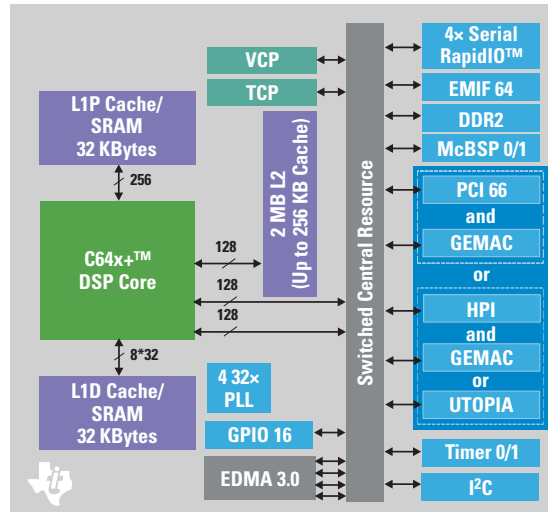 VCP
TCP
L1P Cache/
SRAM
32 KBytes
256
C64x+™
DSP Core
128
128
128
2 MB L2
(Up to 256 KB Cache)
8*32
L1D Cache/
SRAM
32 KBytes
4 32×
PLL
GPIO 16
EDMA 3.0
Switched Central Resource
4× Serial
RapidIO™
EMIF 64
DDR2
McBSP 0/1
PCI 66
and
GEMAC
or
HPI
and
GEMAC
or
UTOPIA
Timer 0/1
I²C